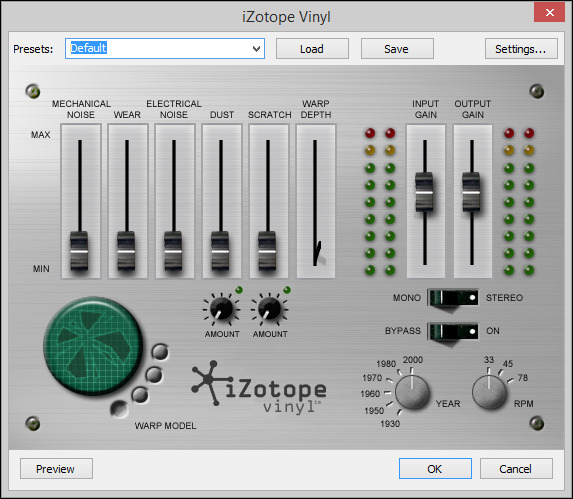 iZotope Vinyl
Presets: Default Load Save Settings...
MECHANICAL NOISE WEAR ELECTRICAL NOISE DUST SCRATCH WARP DEPTH INPUT GAIN OUTPUT GAIN
MAX
MIN
MONO STEREO
AMOUNT AMOUNT
BYPASS ON
1980 2000 33 45
1970 78
1960
1950 YEAR RPM
1930
iZotope
vinyl™
WARP MODEL
Preview OK Cancel